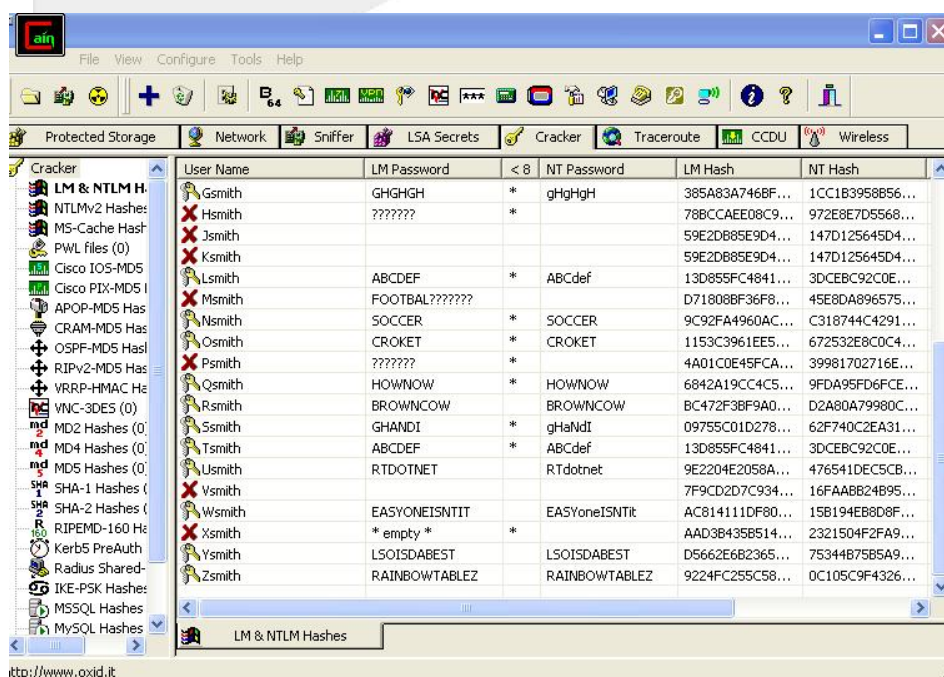 Cain
File View Configure Tools Help
B64
Protected Storage Network Sniffer LSA Secrets Cracker Traceroute CCDU Wireless
Cracker
LM & NTLM H
NTLMv2 Hashes
MS-Cache Hash
PWL files (0)
Cisco IOS-MD5
Cisco PIX-MD5
APOP-MD5 Has
CRAM-MD5 Has
OSPF-MD5 Hasl
RIPv2-MD5 Has
VRRP-HMAC Ha
VNC-3DES (0)
MD2 Hashes (0)
MD4 Hashes (0)
MD5 Hashes (0)
SHA-1 Hashes (
SHA-2 Hashes (
RIPEMD-160 Ha
Kerb5 PreAuth
Radius Shared-
IKE-PSK Hashes
MSSQL Hashes
MySQL Hashes
User Name LM Password < 8 NT Password LM Hash NT Hash
Gsmith GHGHGH * gHgHgH 385A83A746BF... 1CC1B3958B56...
Hsmith ??????? * 78BCCAEE08C9... 972E8E7D5568...
Jsmith 59E2DB85E9D4... 147D125645D4...
Ksmith 59E2DB85E9D4... 147D125645D4...
Lsmith ABCDEF * ABCdef 13D855FC4841... 3DCEBC92C0E...
Msmith FOOTBAL??????? D71808BF36F8... 45E8DA896575...
Nsmith SOCCER * SOCCER 9C92FA4960AC... C318744C4291...
Osmith CROKET * CROKET 1153C3961EE5... 672532E8C0C4...
Psmith ??????? * 4A01C0E45FCA... 39981702716E...
Qsmith HOWNOW * HOWNOW 6842A19CC4C5... 9FDA95FD6FCE...
Rsmith BROWNCOW BROWNCOW BC472F3BF9A0... D2A80A79980C...
Ssmith GHANDI * gHaNdI 09755C01D278... 62F740C2EA31...
Tsmith ABCDEF * ABCdef 13D855FC4841... 3DCEBC92C0E...
Usmith RTDOTNET RTdotnet 9E2204E2058A... 476541DEC5CB...
Vsmith 7F9CD2D7C934... 16FAABB24B95...
Wsmith EASYONEISNTIT EASYoneISNTit AC814111DF80... 15B194EB8D8F...
Xsmith * empty * * AAD3B435B514... 2321504F2FA9...
Ysmith LSOISDABEST LSOISDABEST D5662E6B2365... 75344B75B5A9...
Zsmith RAINBOWTABLEZ RAINBOWTABLEZ 9224FC255C58... 0C105C9F4326...
LM & NTLM Hashes
ttp://www.oxid.it